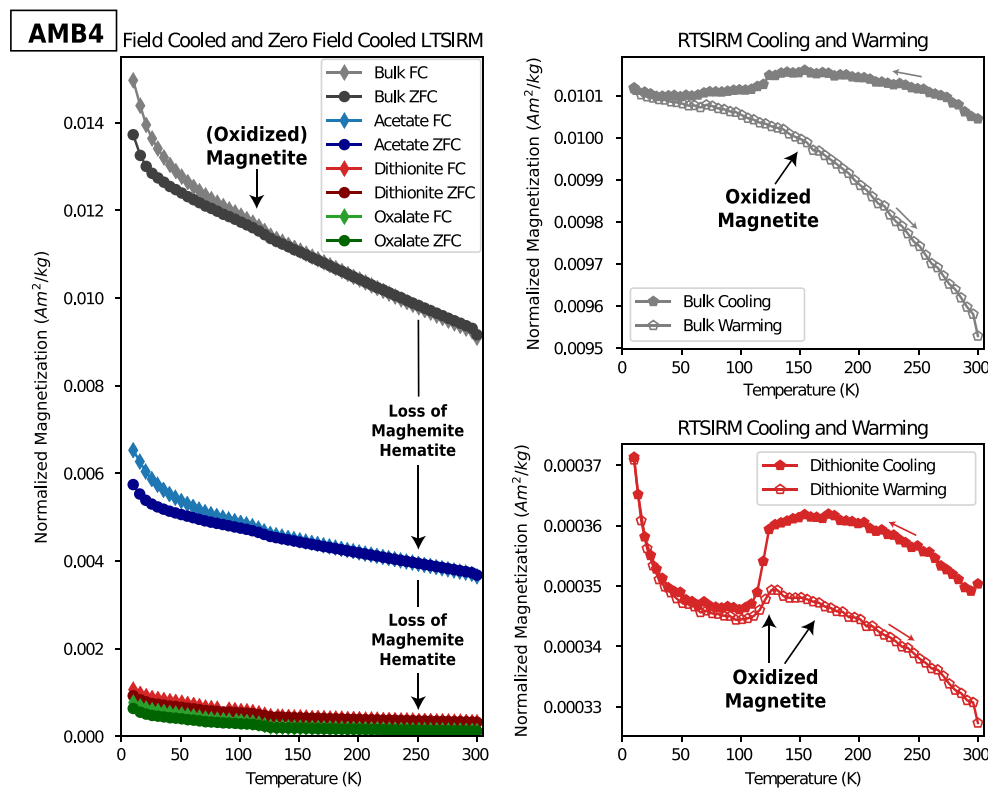 AMB4
Field Cooled and Zero Field Cooled LTSIRM
Normalized Magnetization (Am²/kg)
0.014
0.012
0.010
0.008
0.006
0.004
0.002
0.000
0 50 100 150 200 250 300
Temperature (K)
Bulk FC
Bulk ZFC
Acetate FC
Acetate ZFC
Dithionite FC
Dithionite ZFC
Oxalate FC
Oxalate ZFC
(Oxidized)
Magnetite
Loss of
Maghemite
Hematite
Loss of
Maghemite
Hematite
RTSIRM Cooling and Warming
Normalized Magnetization (Am²/kg)
0.0101
0.0100
0.0099
0.0098
0.0097
0.0096
0.0095
0 50 100 150 200 250 300
Temperature (K)
Oxidized
Magnetite
Bulk Cooling
Bulk Warming
RTSIRM Cooling and Warming
Normalized Magnetization (Am²/kg)
0.00037
0.00036
0.00035
0.00034
0.00033
0 50 100 150 200 250 300
Temperature (K)
Dithionite Cooling
Dithionite Warming
Oxidized
Magnetite